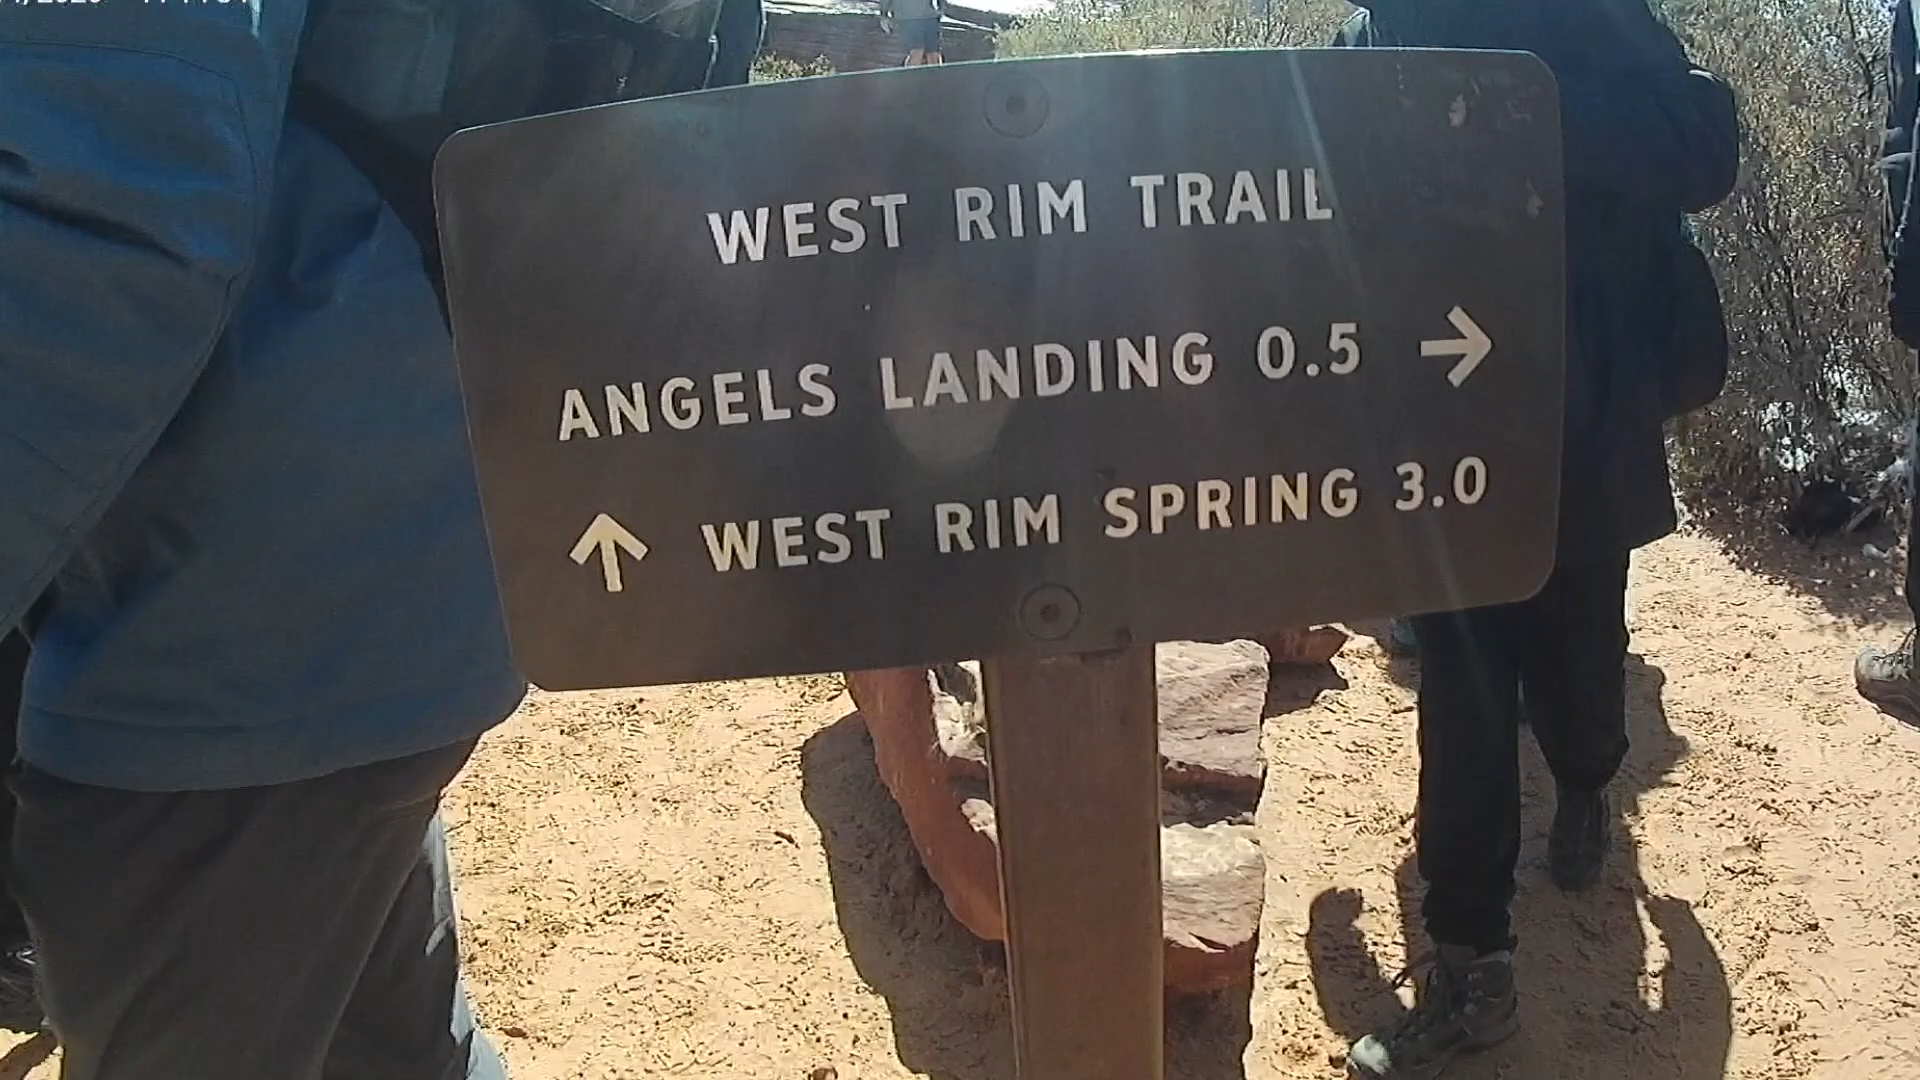 WEST RIM TRAIL
ANGELS LANDING 0.5 →
↑ WEST RIM SPRING 3.0